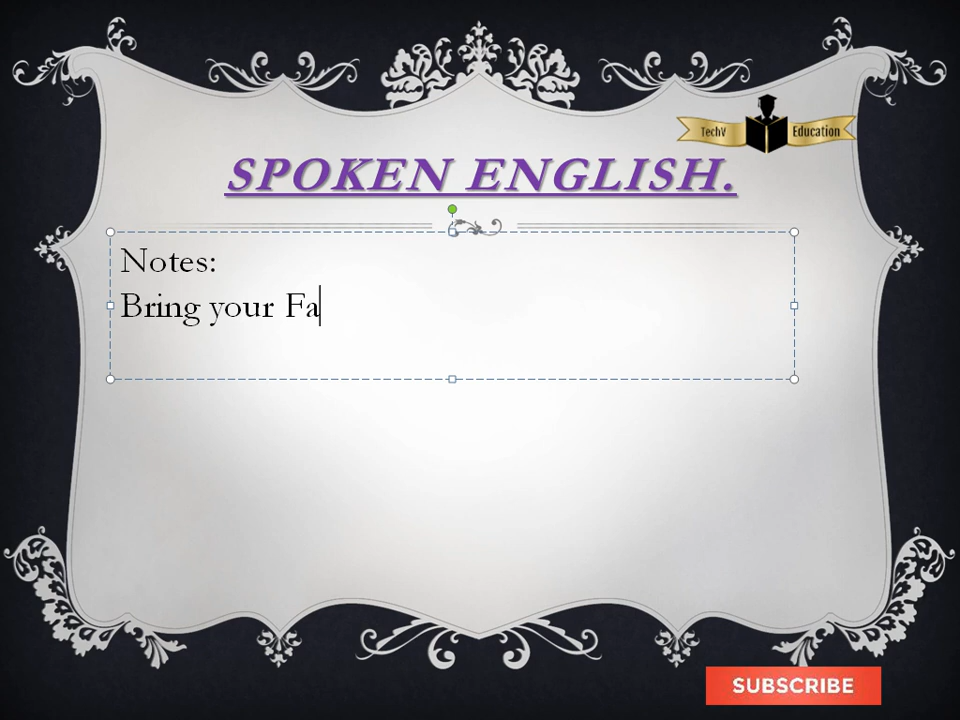 TechV Education
SPOKEN ENGLISH.
Notes:
Bring your Fa
SUBSCRIBE